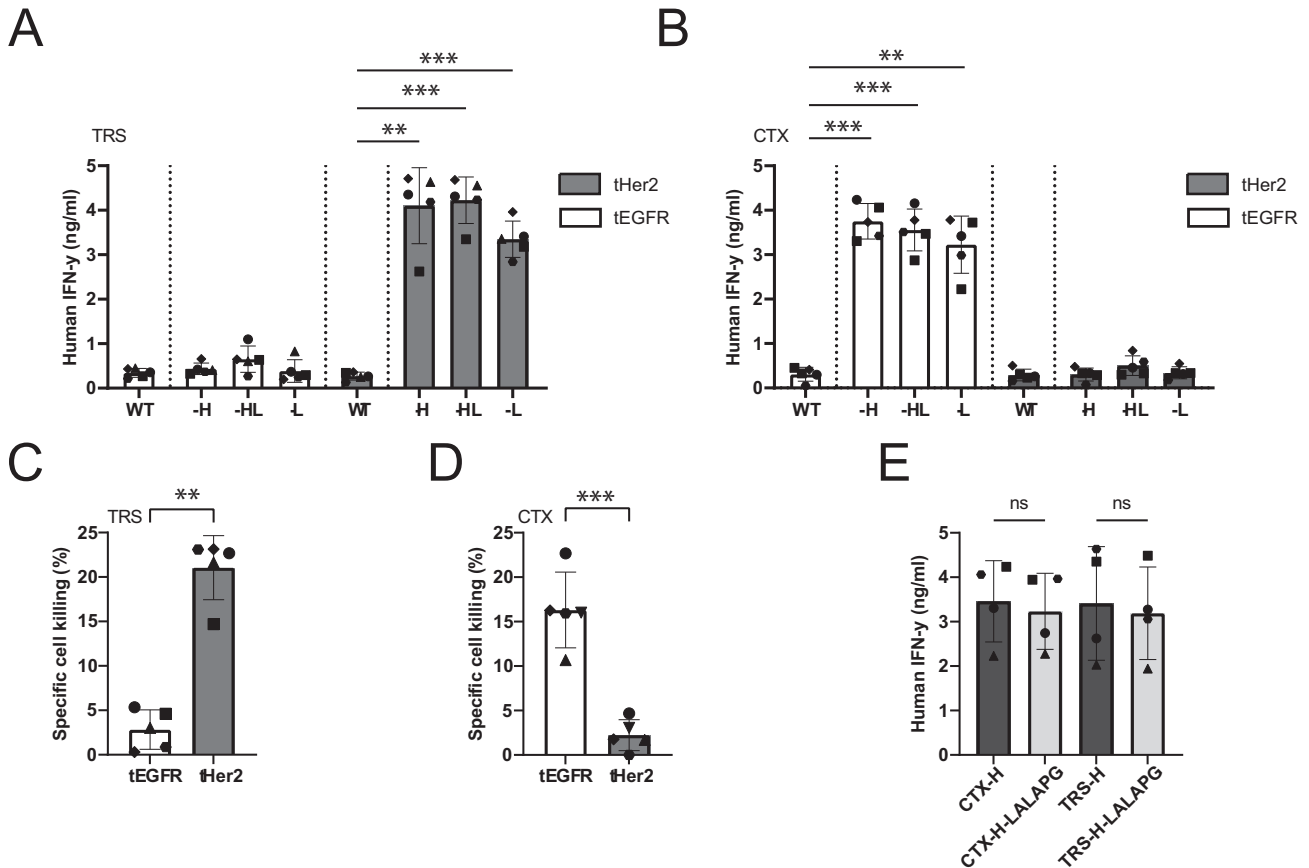 A
***
***
**
TRS
Human IFN-y (ng/ml)
5
4
3
2
1
0
WT
-H
-HL
-L
WT
-H
-HL
-L
tHer2
tEGFR
B
**
***
***
CTX
Human IFN-y (ng/ml)
5
4
3
2
1
0
WT
-H
-HL
-L
WT
-H
-HL
-L
tHer2
tEGFR
C
**
TRS
Specific cell killing (%)
25
20
15
10
5
0
tEGFR
tHer2
D
***
CTX
Specific cell killing (%)
25
20
15
10
5
0
tEGFR
tHer2
E
ns
ns
Human IFN-y (ng/ml)
5
4
3
2
1
0
CTX-H
CTX-H-LALAPG
TRS-H
TRS-H-LALAPG